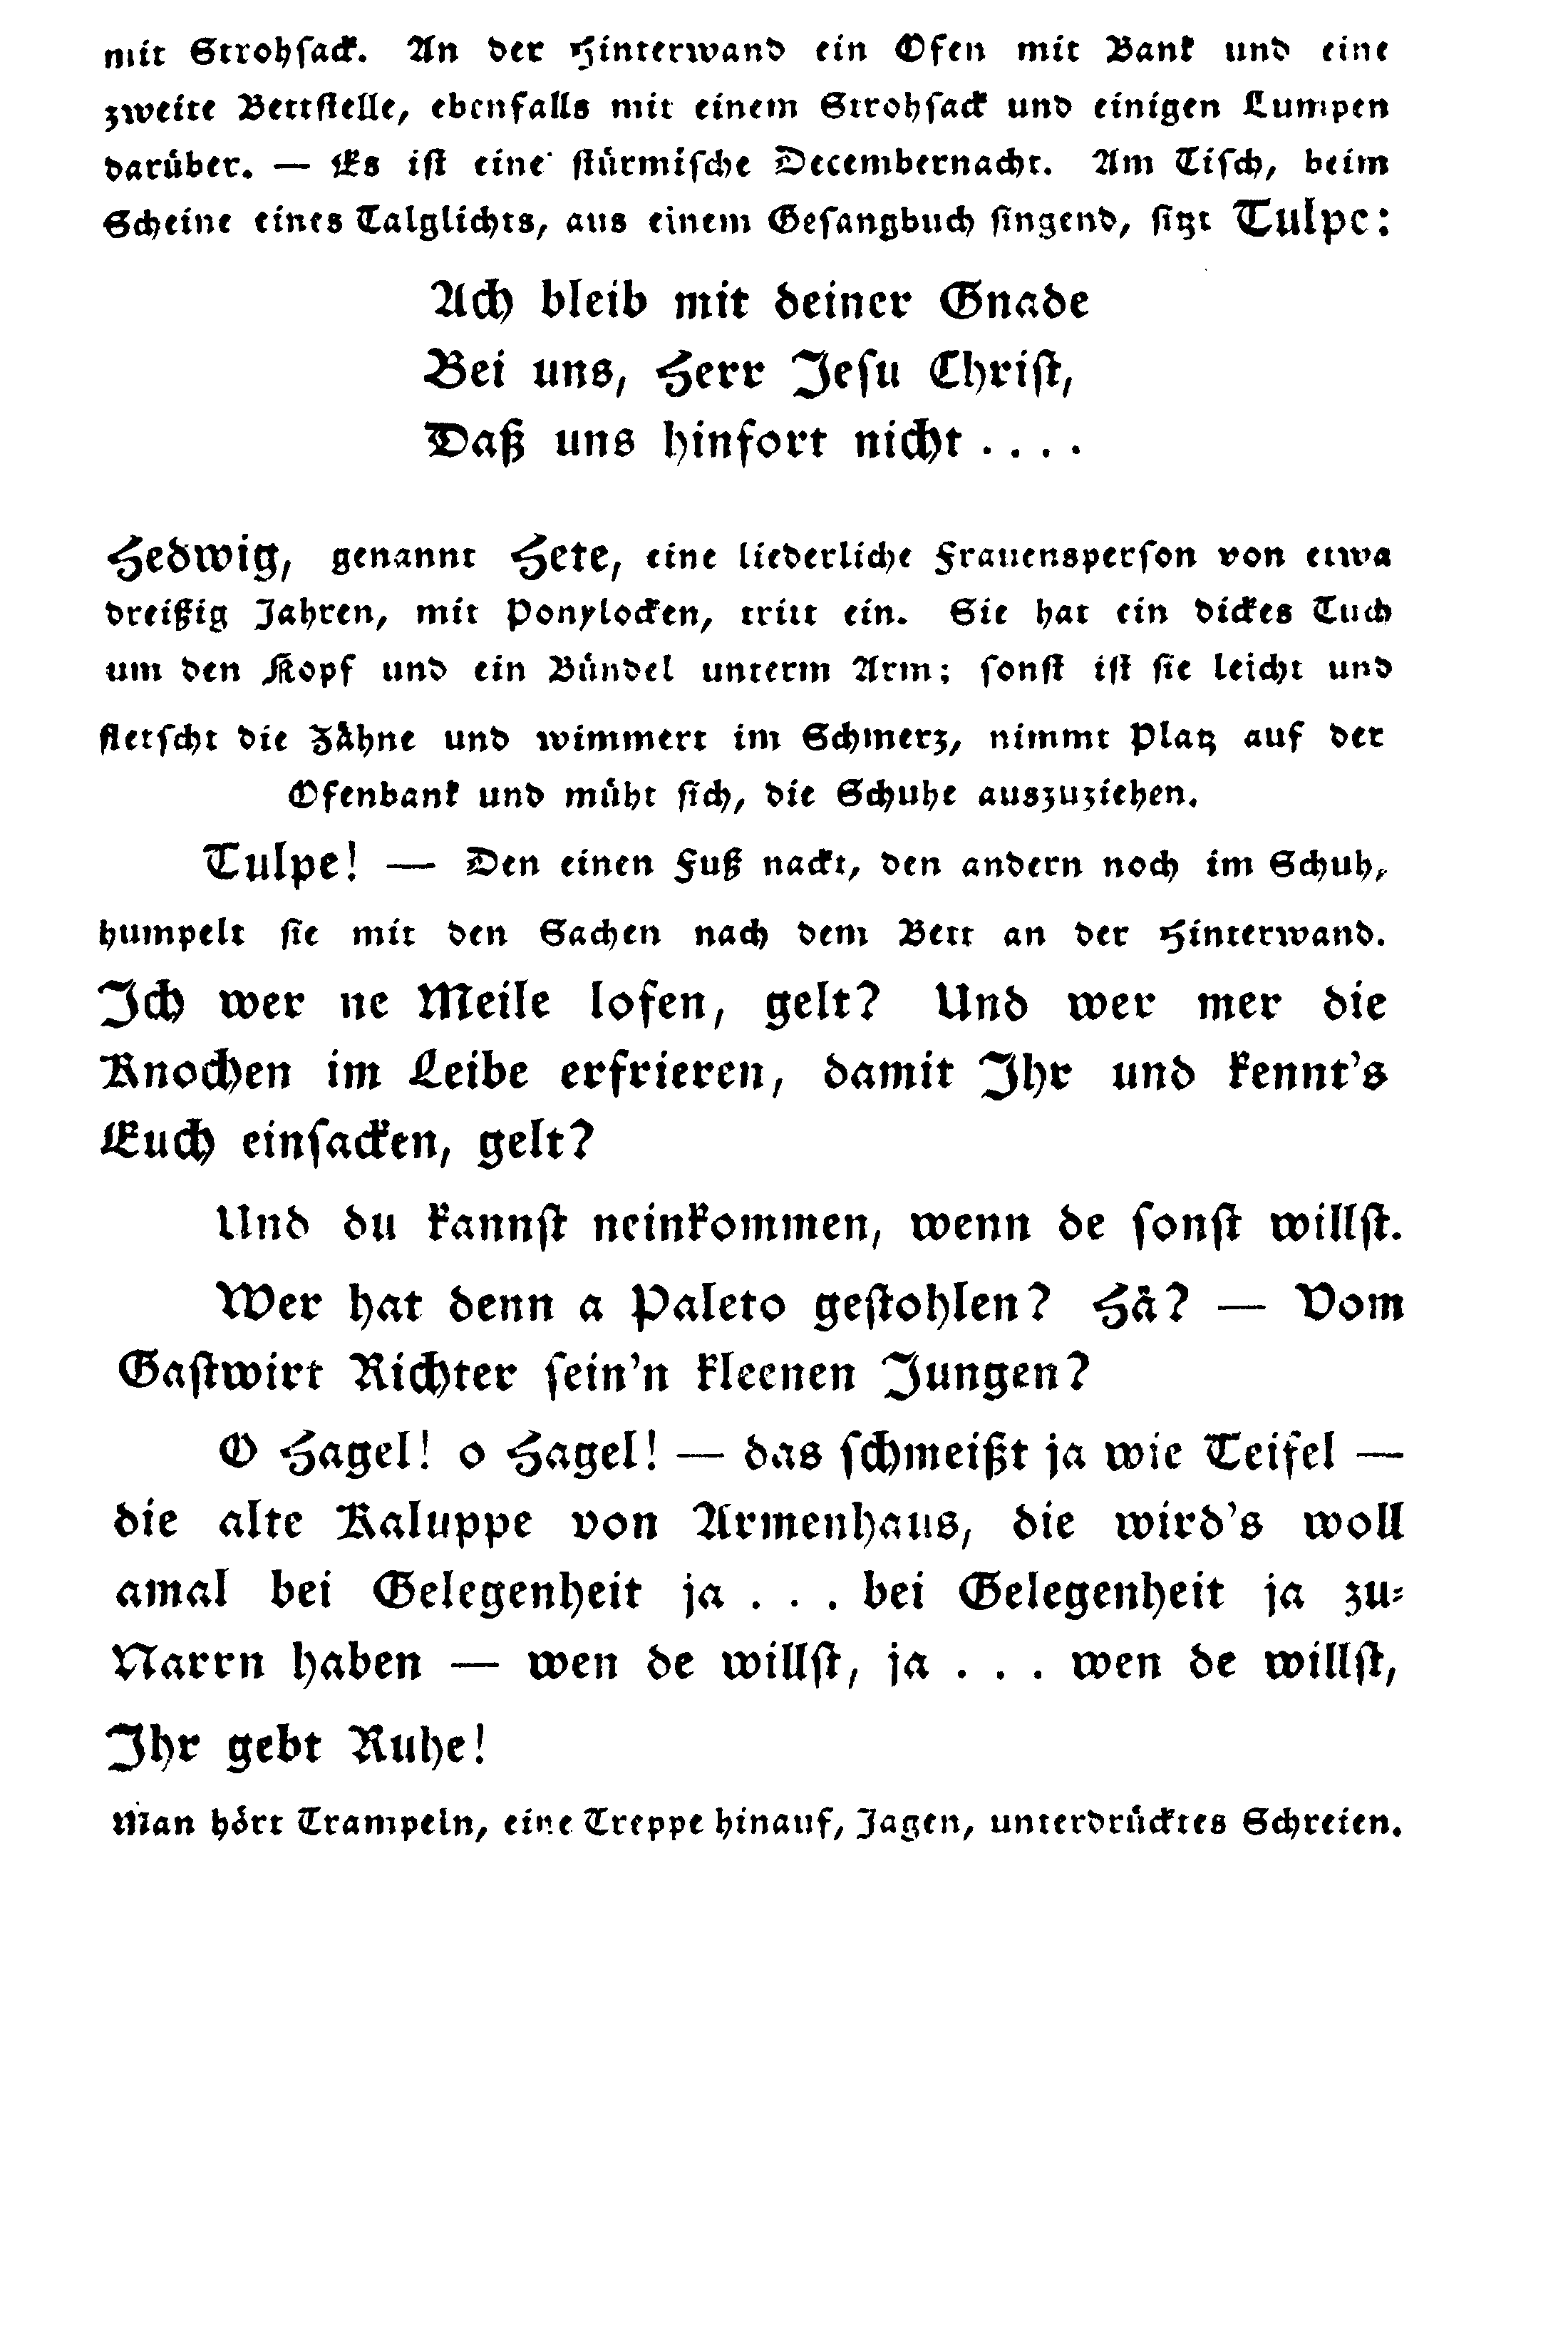 mit Strohſack. An der Hinterwand ein Ofen mit Bank und eine
zweite Bettſtelle, ebenfalls mit einem Strohſack und einigen Lumpen
darüber. — Es iſt eine ſtürmiſche Decembernacht. Am Tiſch, beim
Scheine eines Talglichts, aus einem Geſangbuch ſingend, ſitzt Tulpe:
Ach bleib mit deiner Gnade
Bei uns, Herr Jeſu Chriſt,
Daß uns hinfort nicht . . . .
Hedwig, genannt Hete, eine liederliche Frauensperſon von etwa
dreißig Jahren, mit Ponylocken, tritt ein. Sie hat ein dickes Tuch
um den Kopf und ein Bündel unterm Arm; ſonſt iſt ſie leicht und
fletſcht die Zähne und wimmert im Schmerz, nimmt Platz auf der
Ofenbank und müht ſich, die Schuhe auszuziehen.
Tulpe! — Den einen Fuß nackt, den andern noch im Schuh,
humpelt ſie mit den Sachen nach dem Bett an der Hinterwand.
Ich wer ne Meile lofen, gelt? Und wer mer die
Knochen im Leibe erfrieren, damit Ihr und kennt's
Euch einſacken, gelt?
Und du kannſt neinkommen, wenn de ſonſt willſt.
Wer hat denn a Paleto geſtohlen? Hä? — Vom
Gaſtwirt Richter ſein'n kleenen Jungen?
O Hagel! o Hagel! — das ſchmeißt ja wie Teifel —
die alte Kaluppe von Armenhaus, die wird's woll
amal bei Gelegenheit ja . . . bei Gelegenheit ja zu⸗
Narrn haben — wen de willſt, ja . . . wen de willſt,
Ihr gebt Ruhe!
Man hört Trampeln, eine Treppe hinauf, Jagen, unterdrücktes Schreien.